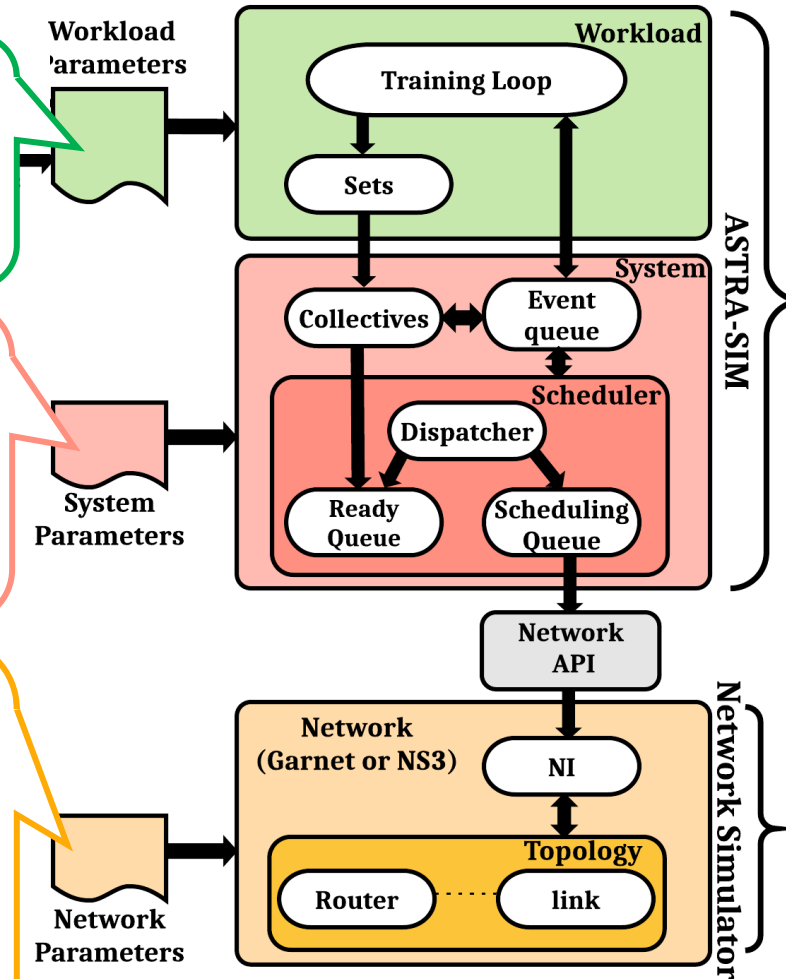 Workload
Parameters
Workload
Training Loop
Sets
System
Collectives
Event
queue
Scheduler
Dispatcher
Ready
Queue
Scheduling
Queue
System
Parameters
ASTRA-SIM
Network
API
Network
(Garnet or NS3)
NI
Topology
Router
link
Network
Parameters
Network Simulator